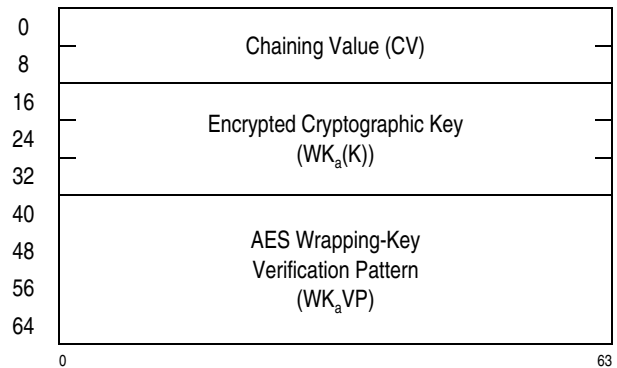 0
8
16
24
32
40
48
56
64
Chaining Value (CV)
Encrypted Cryptographic Key
(WKₐ(K))
AES Wrapping-Key
Verification Pattern
(WKₐVP)
0 63